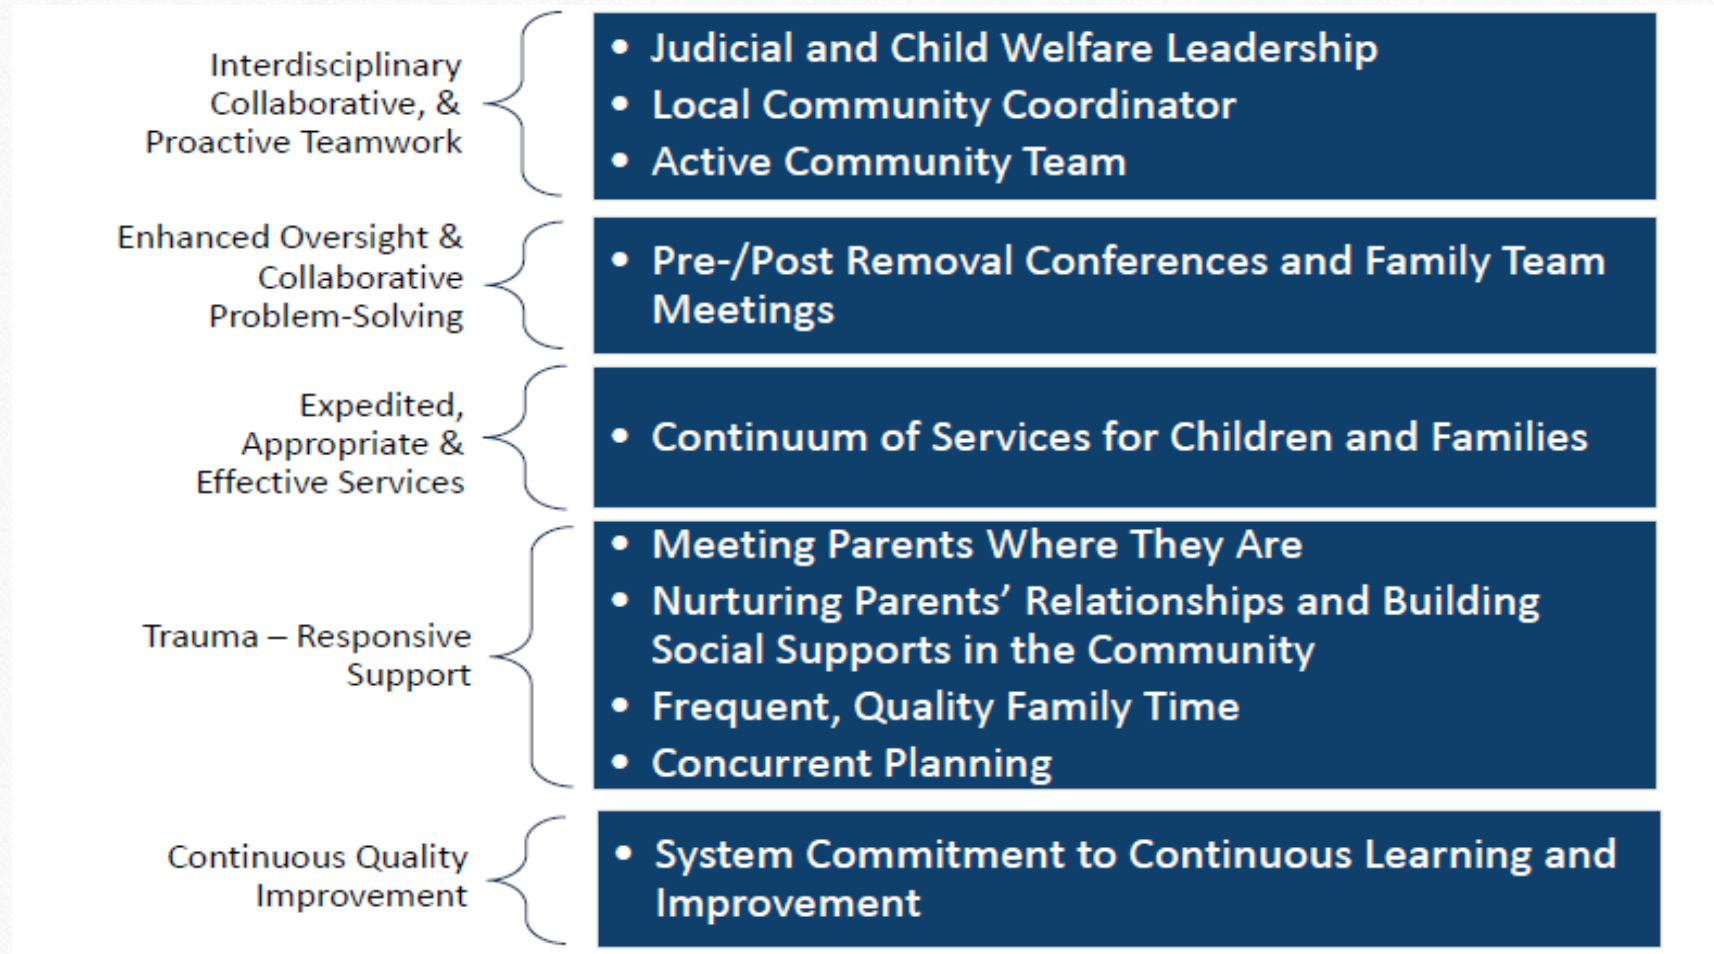 Interdisciplinary
Collaborative, &
Proactive Teamwork
• Judicial and Child Welfare Leadership
• Local Community Coordinator
• Active Community Team
Enhanced Oversight &
Collaborative
Problem-Solving
• Pre-/Post Removal Conferences and Family Team
Meetings
Expedited,
Appropriate &
Effective Services
• Continuum of Services for Children and Families
Trauma – Responsive
Support
• Meeting Parents Where They Are
• Nurturing Parents’ Relationships and Building
Social Supports in the Community
• Frequent, Quality Family Time
• Concurrent Planning
Continuous Quality
Improvement
• System Commitment to Continuous Learning and
Improvement